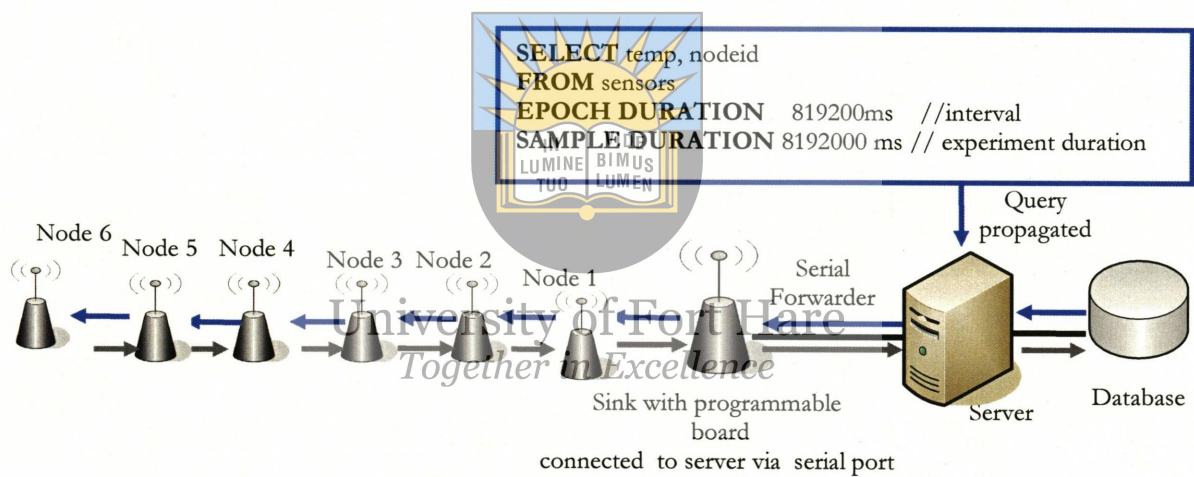 SELECT temp, nodeid
FROM sensors
EPOCH DURATION 819200ms //interval
SAMPLE DURATION 8192000 ms // experiment duration
IN VIDE
LUMINE BIMUS
TUO LUMEN
Query
propagated
Node 6
Node 5
Node 4
Node 3
Node 2
Node 1
Serial
Forwarder
University of Fort Hare
Together in Excellence
Sink with programmable
board
connected to server via serial port
Server
Database